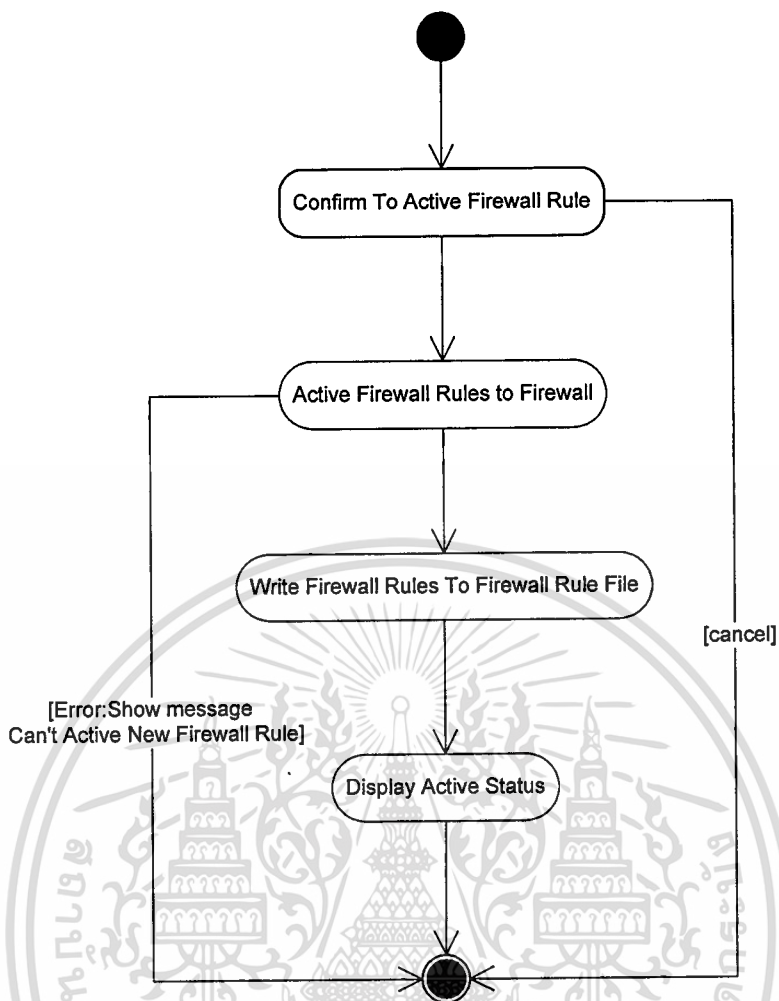 Confirm To Active Firewall Rule
Active Firewall Rules to Firewall
Write Firewall Rules To Firewall Rule File
[cancel]
[Error:Show message
Can't Active New Firewall Rule]
Display Active Status